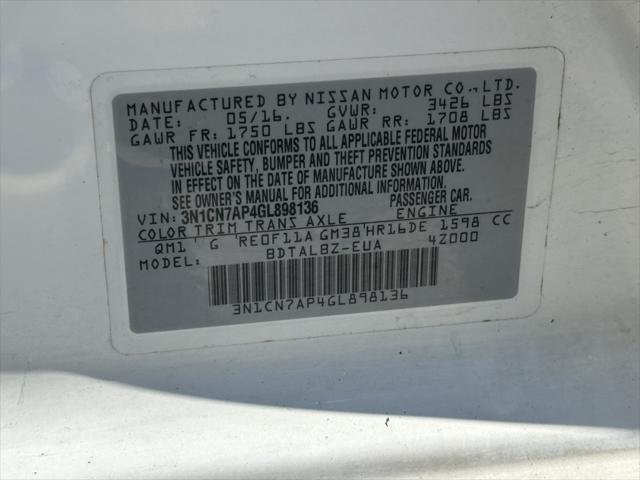 MANUFACTURED BY NISSAN MOTOR CO., LTD.
DATE: 05/16. GVWR: 3426 LBS
GAWR FR: 1750 LBS GAWR RR: 1708 LBS
THIS VEHICLE CONFORMS TO ALL APPLICABLE FEDERAL MOTOR
VEHICLE SAFETY, BUMPER AND THEFT PREVENTION STANDARDS
IN EFFECT ON THE DATE OF MANUFACTURE SHOWN ABOVE.
SEE OWNER'S MANUAL FOR ADDITIONAL INFORMATION.
VIN: 3N1CN7AP4GL898136 PASSENGER CAR.
COLOR TRIM TRANS AXLE ENGINE
QM1 G RE0F11A GM38 HR16DE 1598 CC
MODEL: BDTALBZ-EUA 4Z000
3N1CN7AP4GL898136